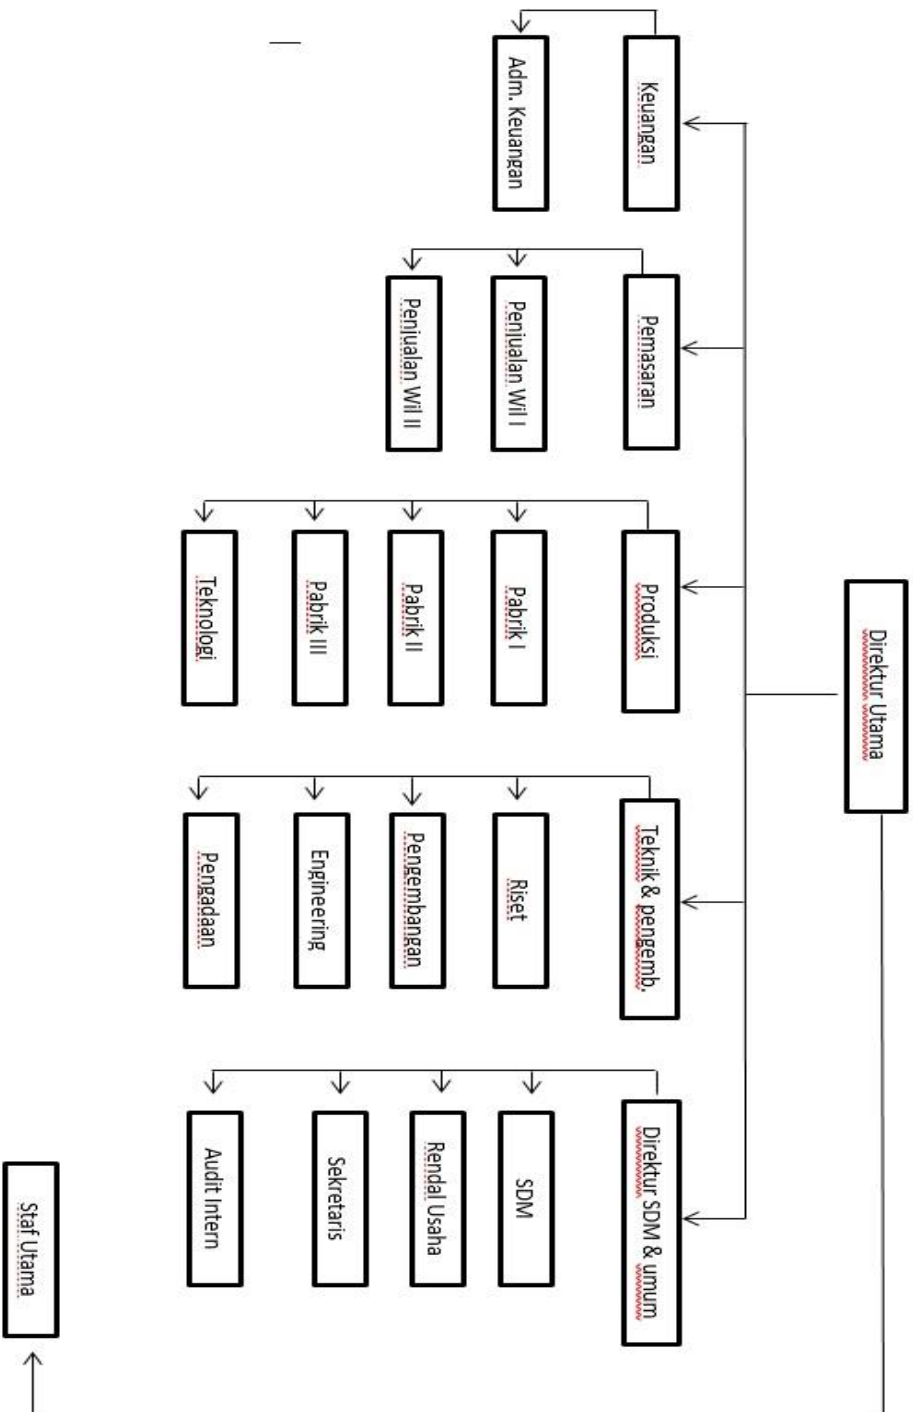 Direktur Utama
Keuangan
Pemasaran
Produksi
Teknik & pengemb.
Direktur SDM & umum
Adm. Keuangan
Penjualan Wil I
Pabrik I
Riset
SDM
Penjualan Wil II
Pabrik II
Pengembangan
Rendal Usaha
Pabrik III
Engineering
Sekretaris
Teknologi
Pengadaan
Audit Intern
Staf Utama